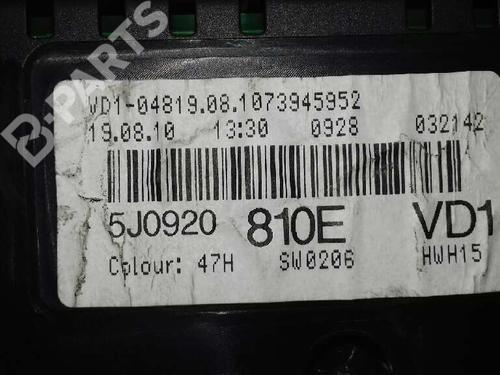 B-PARTS
VD1-04819.08.1073945952
19.08.10 13:30 0928 032142
5J0920 810E VD1
Colour: 47H SW0206 HWH15